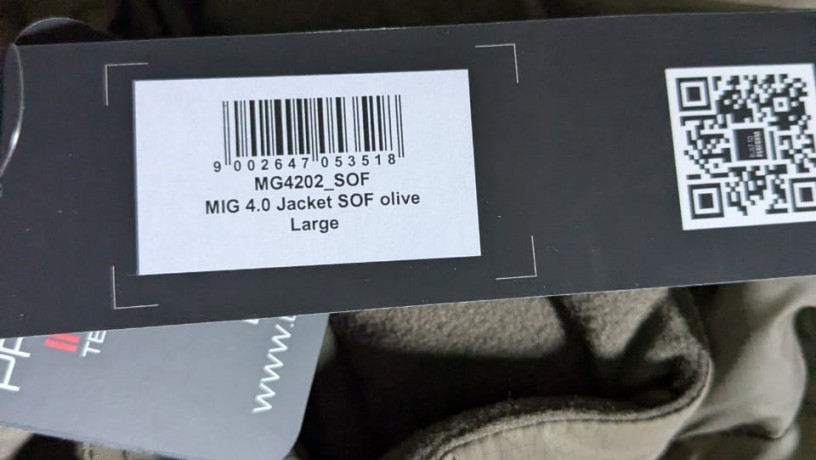 9 002647 053518
MG4202_SOF
MIG 4.0 Jacket SOF olive
Large
www.